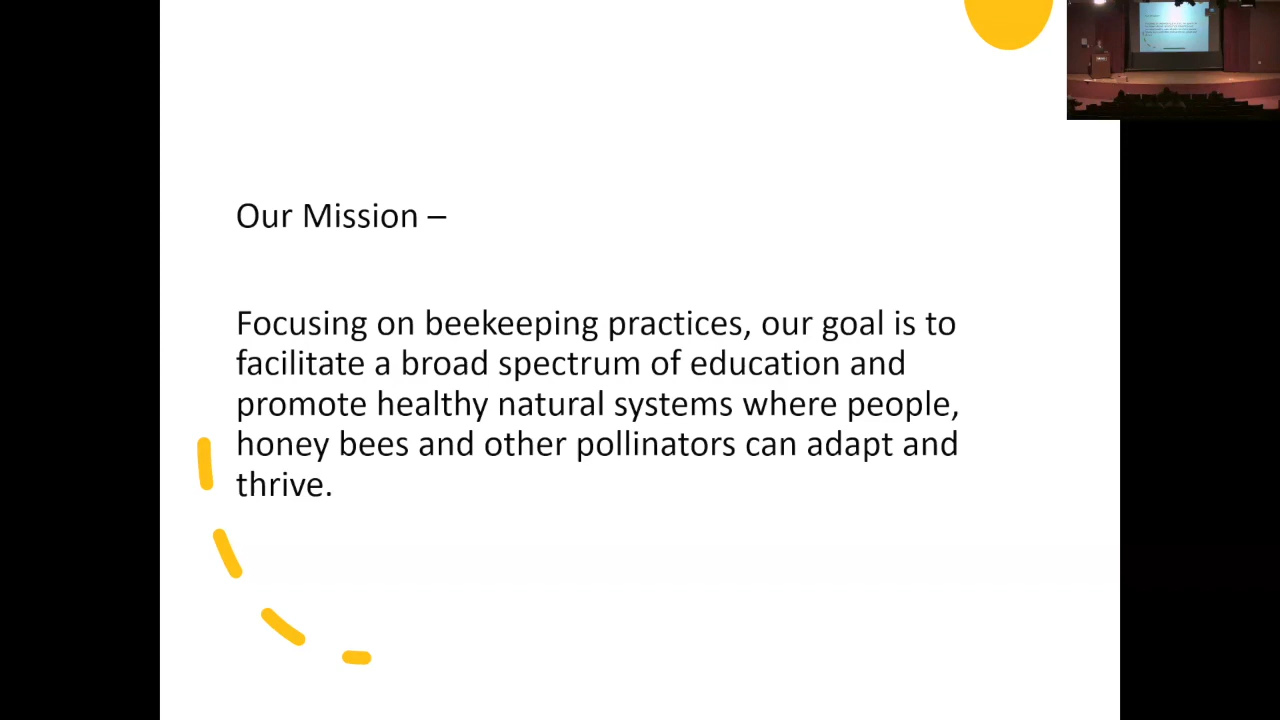 Our Mission –
Focusing on beekeeping practices, our goal is to
facilitate a broad spectrum of education and
promote healthy natural systems where people,
honey bees and other pollinators can adapt and
thrive.